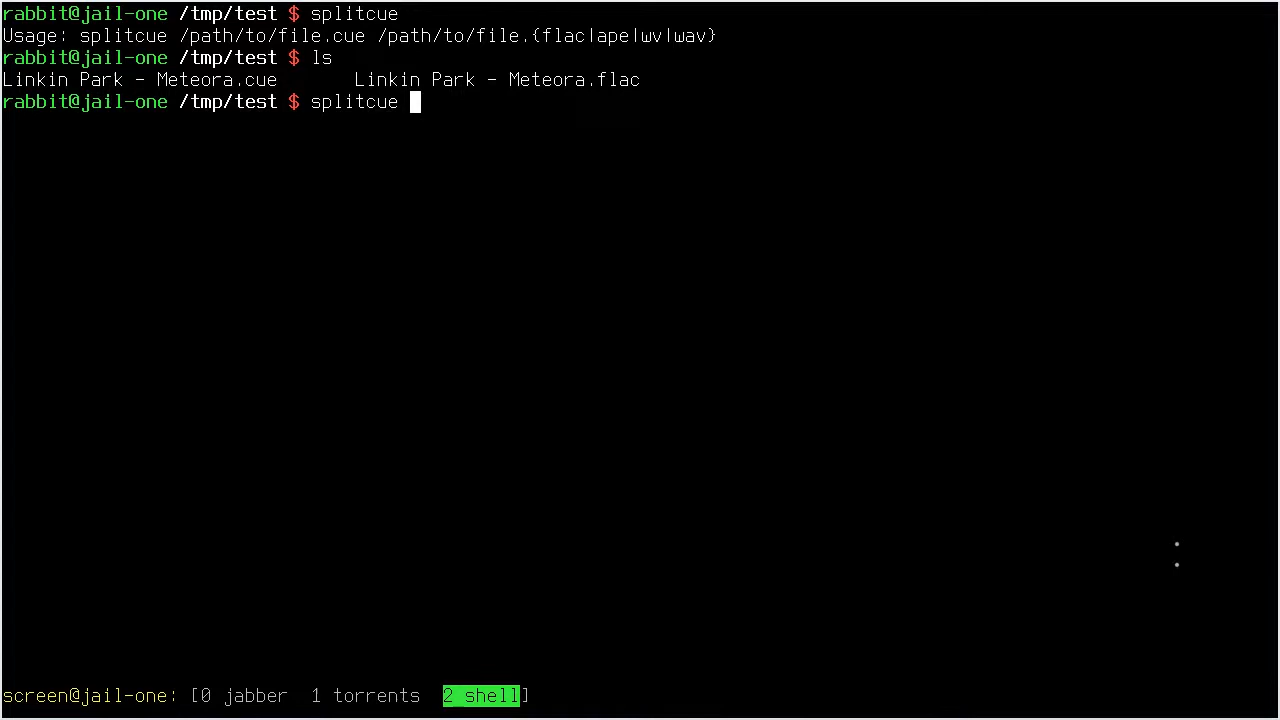 rabbit@jail-one /tmp/test $ splitcue
Usage: splitcue /path/to/file.cue /path/to/file.{flac|ape|wv|wav}
rabbit@jail-one /tmp/test $ ls
Linkin Park - Meteora.cue       Linkin Park - Meteora.flac
rabbit@jail-one /tmp/test $ splitcue
:
screen@jail-one: [0 jabber  1 torrents  2 shell]